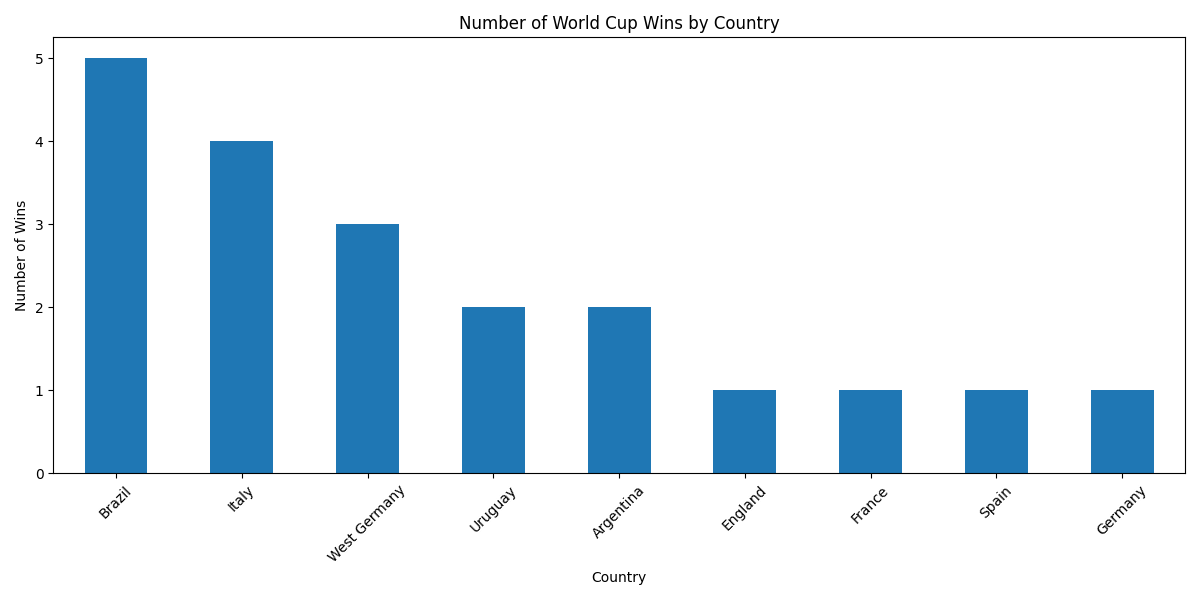 Number of World Cup Wins by Country
Number of Wins
5
4
3
2
1
0
Brazil
Italy
West Germany
Uruguay
Argentina
England
France
Spain
Germany
Country